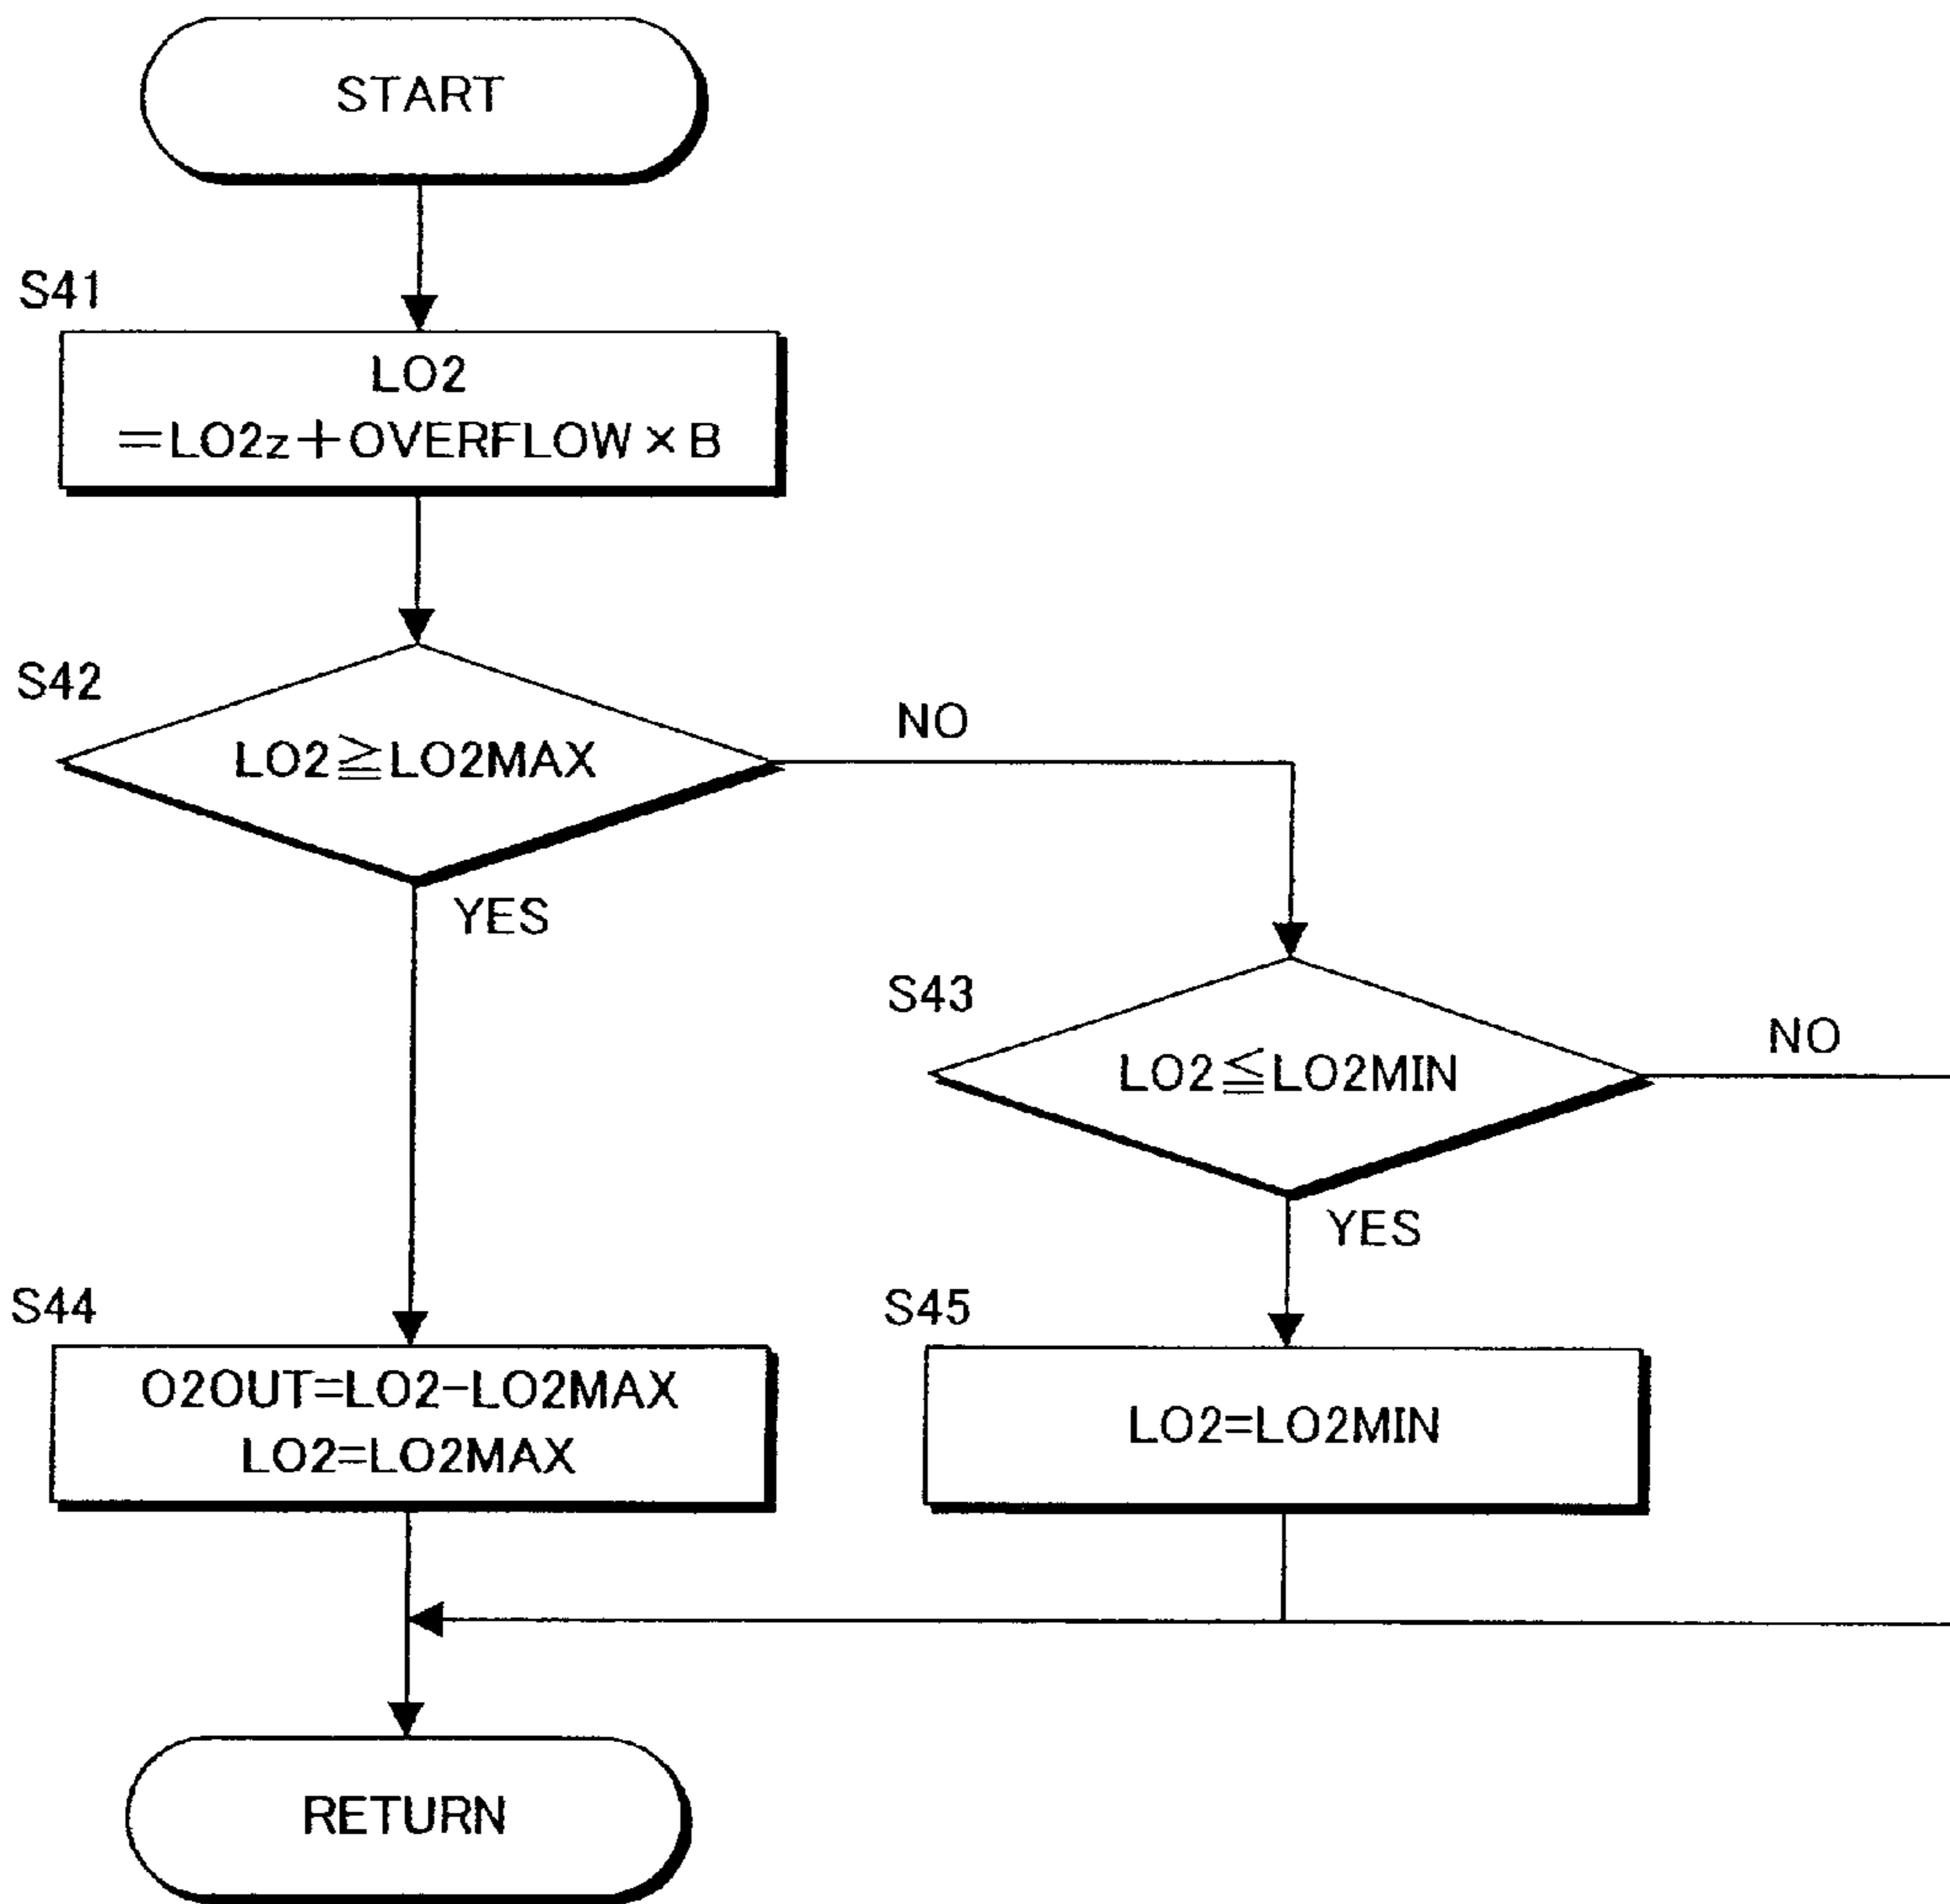 START
S41
LO2
=LO2z+OVERFLOW×B
S42
LO2≧LO2MAX
NO
YES
S43
LO2≦LO2MIN
NO
YES
S44
O2OUT=LO2-LO2MAX
LO2=LO2MAX
S45
LO2=LO2MIN
RETURN